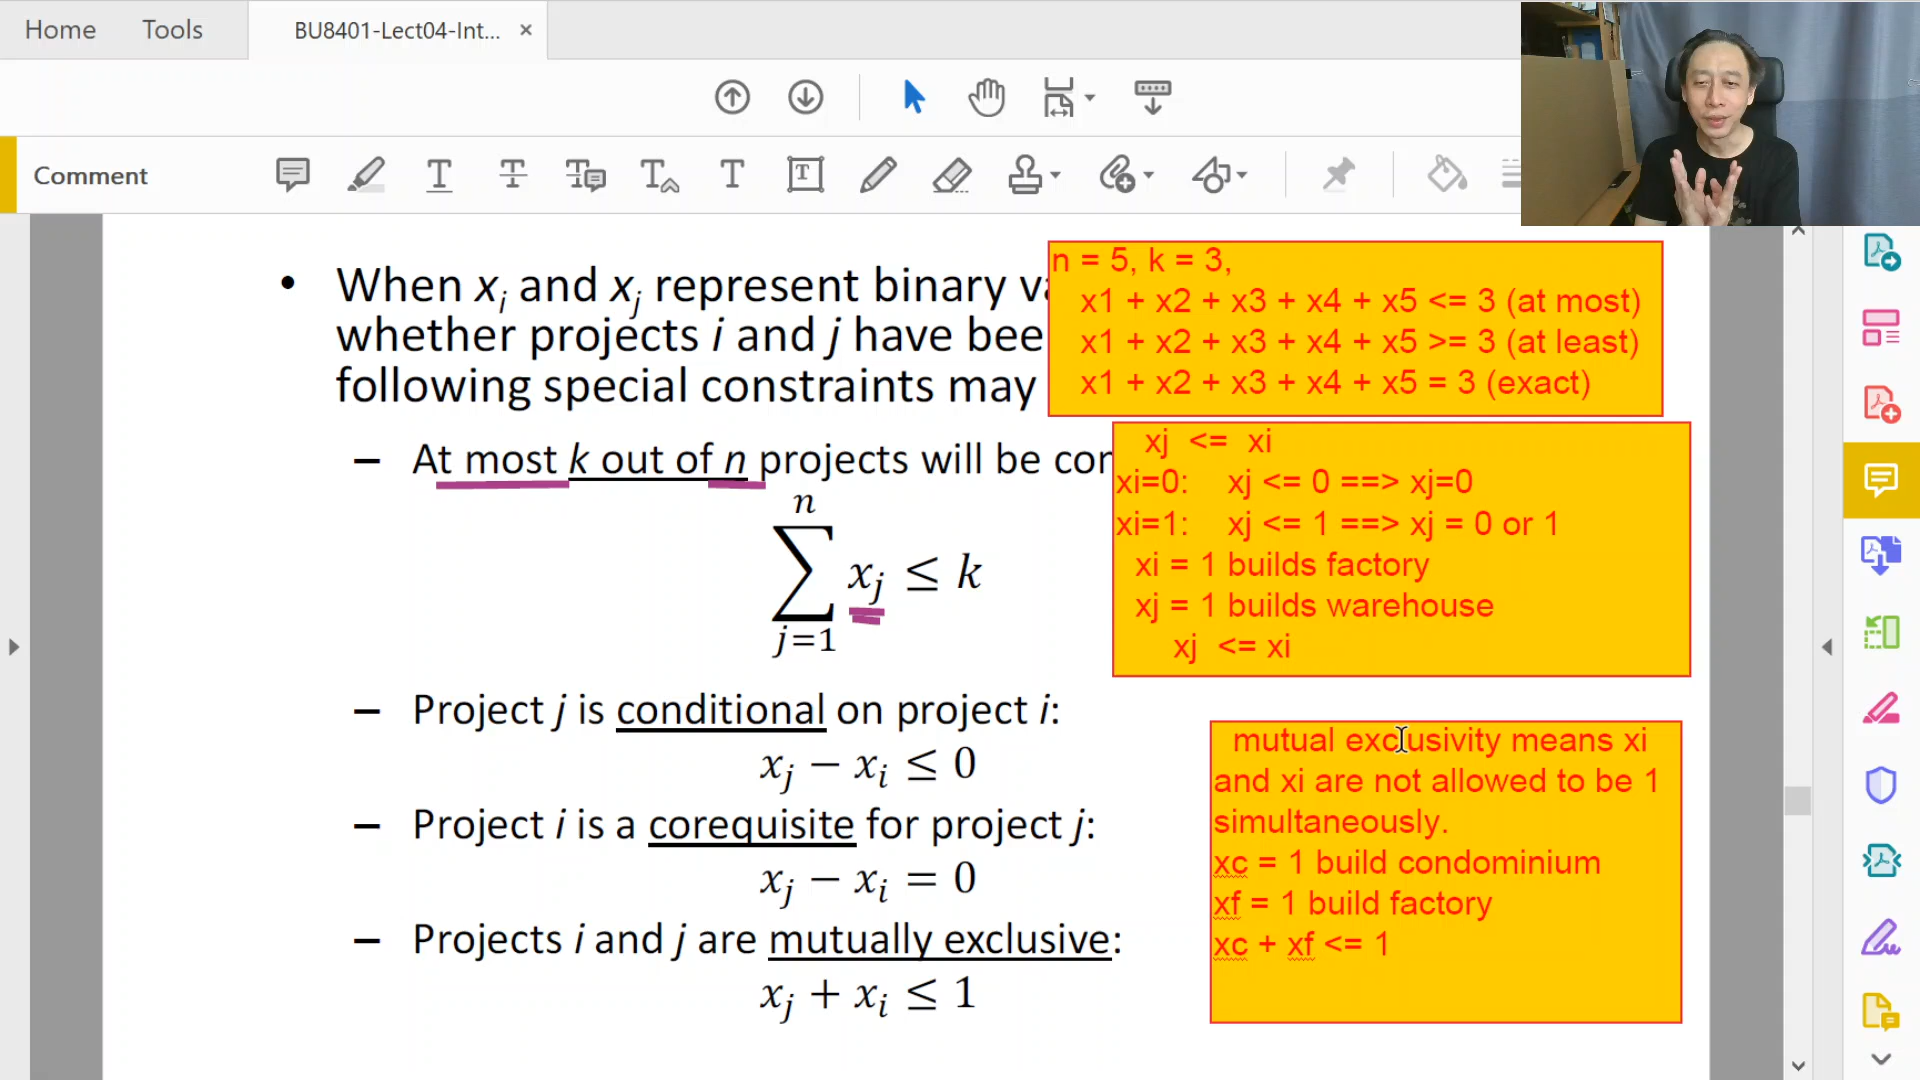 Home
Tools
BU8401-Lect04-Int...
Comment
• When xᵢ and xⱼ represent binary va
whether projects i and j have bee
following special constraints may
– At most k out of n projects will be con
n
∑ xⱼ ≤ k
j=1
– Project j is conditional on project i:
xⱼ − xᵢ ≤ 0
– Project i is a corequisite for project j:
xⱼ − xᵢ = 0
– Projects i and j are mutually exclusive:
xⱼ + xᵢ ≤ 1
n = 5, k = 3,
x1 + x2 + x3 + x4 + x5 <= 3 (at most)
x1 + x2 + x3 + x4 + x5 >= 3 (at least)
x1 + x2 + x3 + x4 + x5 = 3 (exact)
xj <= xi
xi=0: xj <= 0 ==> xj=0
xi=1: xj <= 1 ==> xj = 0 or 1
xi = 1 builds factory
xj = 1 builds warehouse
xj <= xi
mutual exclusivity means xi
and xi are not allowed to be 1
simultaneously.
xc = 1 build condominium
xf = 1 build factory
xc + xf <= 1